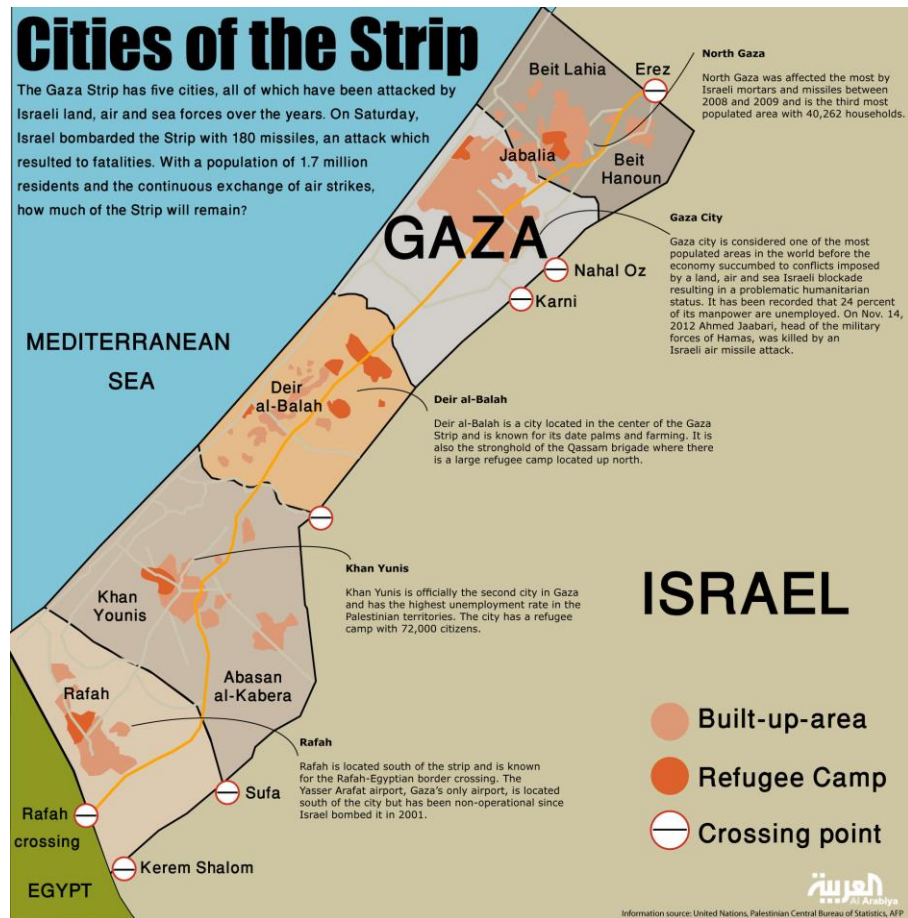 Cities of the Strip
The Gaza Strip has five cities, all of which have been attacked by
Israeli land, air and sea forces over the years. On Saturday,
Israel bombarded the Strip with 180 missiles, an attack which
resulted to fatalities. With a population of 1.7 million
residents and the continuous exchange of air strikes,
how much of the Strip will remain?
Beit Lahia
Erez
North Gaza
North Gaza was affected the most by
Israeli mortars and missiles between
2008 and 2009 and is the third most
populated area with 40,262 households.
Jabalia
Beit
Hanoun
GAZA
Gaza City
Gaza city is considered one of the most
populated areas in the world before the
economy succumbed to conflicts imposed
by a land, air and sea Israeli blockade
resulting in a problematic humanitarian
status. It has been recorded that 24 percent
of its manpower are unemployed. On Nov. 14,
2012 Ahmed Jaabari, head of the military
forces of Hamas, was killed by an
Israeli air missile attack.
Nahal Oz
Karni
MEDITERRANEAN
SEA
Deir
al-Balah
Deir al-Balah
Deir al-Balah is a city located in the center of the Gaza
Strip and is known for its date palms and farming. It is
also the stronghold of the Qassam brigade where there
is a large refugee camp located up north.
Khan Yunis
Khan Yunis is officially the second city in Gaza
and has the highest unemployment rate in the
Palestinian territories. The city has a refugee
camp with 72,000 citizens.
Khan
Younis
ISRAEL
Abasan
al-Kabera
Rafah
Rafah
Rafah is located south of the strip and is known
for the Rafah-Egyptian border crossing. The
Yasser Arafat airport, Gaza's only airport, is located
south of the city but has been non-operational since
Israel bombed it in 2001.
Sufa
Rafah
crossing
Kerem Shalom
EGYPT
Built-up-area
Refugee Camp
Crossing point
العربية
Al Arabiya
Information source: United Nations, Palestinian Central Bureau of Statistics, AFP